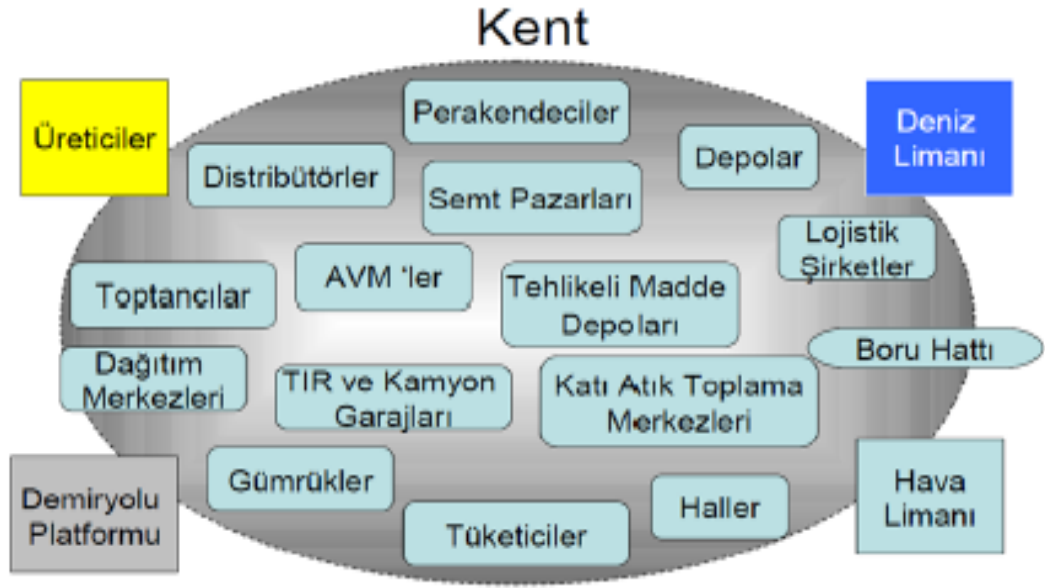 Kent
Perakendeciler
Üreticiler
Deniz
Limanı
Depolar
Distribütörler
Semt Pazarları
Lojistik
Şirketler
AVM 'ler
Tehlikeli Madde
Depoları
Toptancılar
Boru Hattı
Dağıtım
Merkezleri
TIR ve Kamyon
Garajları
Katı Atık Toplama
Merkezleri
Gümrükler
Hava
Limanı
Demiryolu
Platformu
Haller
Tüketiciler